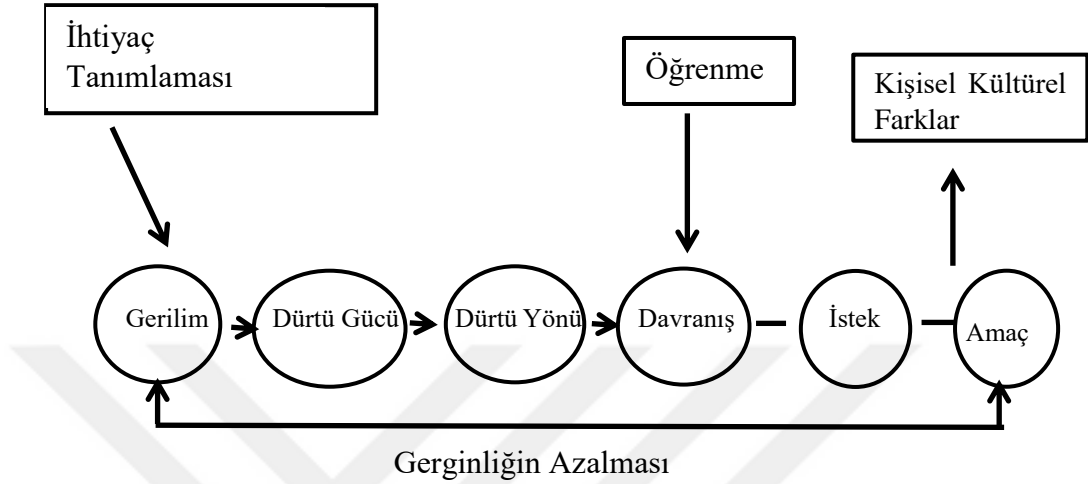 İhtiyaç
Tanımlaması
Öğrenme
Kişisel Kültürel
Farklar
Gerilim
Dürtü Gücü
Dürtü Yönü
Davranış
İstek
Amaç
Gerginliğin Azalması